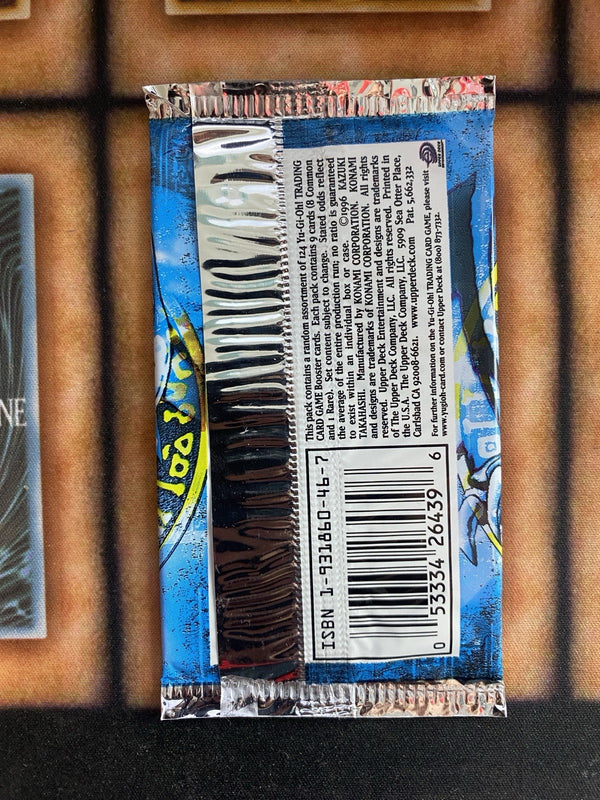 This pack contains a random assortment of 124 Yu-Gi-Oh! TRADING
CARD GAME Booster cards. Each pack contains 9 cards (8 Common
and 1 Rare). Set content subject to change. Stated odds reflect
the average of the entire production run; no ratio is guaranteed
to exist within an individual box or case. ©1996 KAZUKI
TAKAHASHI. Manufactured by KONAMI CORPORATION. KONAMI
and designs are trademarks of KONAMI CORPORATION. All rights
reserved. Upper Deck Entertainment and designs are trademarks
of The Upper Deck Company, LLC. All rights reserved. Printed in
the U.S.A. The Upper Deck Company, LLC. 5909 Sea Otter Place,
Carlsbad CA 92008-6621. www.upperdeck.com Pat. 5,662,332
For further information on the Yu-Gi-Oh! TRADING CARD GAME, please visit
www.yugioh-card.com or contact Upper Deck at (800) 873-7332.
ISBN 1-931860-46-7
0 53334 26439 6